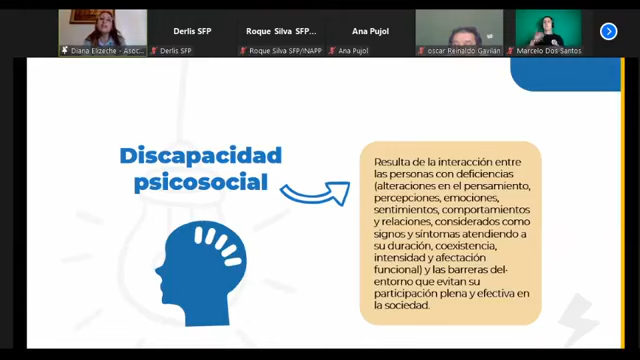 Derlis SFP
Roque Silva SFP...
Ana Pujol
Diana Elizeche - Asoc...
Derlis SFP
Roque Silva SFP/INAPP
Ana Pujol
oscar Reinaldo Gavilán
Marcelo Dos Santos
Discapacidad
psicosocial
Resulta de la interacción entre
las personas con deficiencias
(alteraciones en el pensamiento,
percepciones, emociones,
sentimientos, comportamientos
y relaciones, considerados como
signos y síntomas atendiendo a
su duración, coexistencia,
intensidad y afectación
funcional) y las barreras del
entorno que evitan su
participación plena y efectiva en
la sociedad.